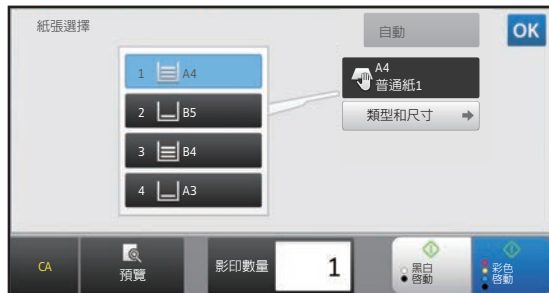 紙張選擇
自動
OK
1 A4
2 B5
3 B4
4 A3
A4
普通紙1
類型和尺寸
CA
預覽
影印數量
1
黑白
啓動
彩色
啓動